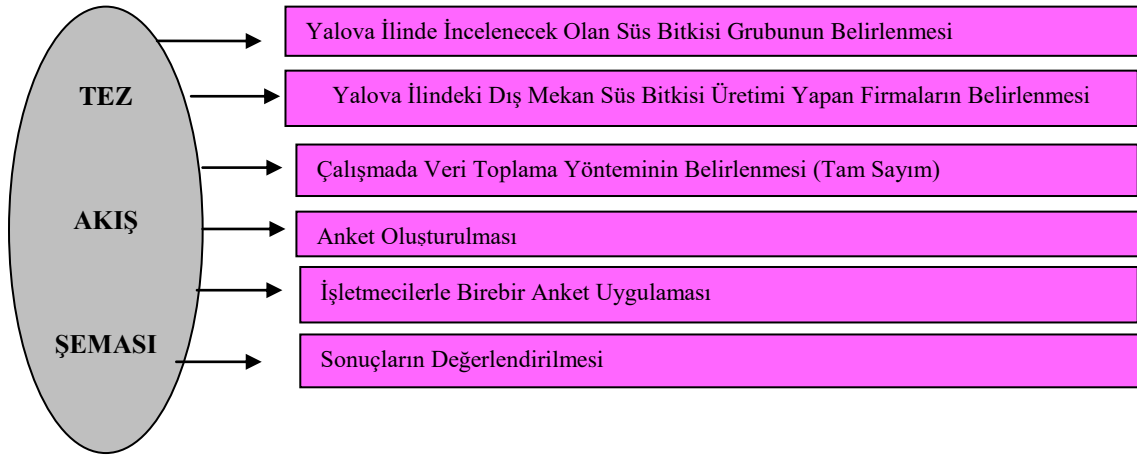 Yalova İlinde İncelenecek Olan Süs Bitkisi Grubunun Belirlenmesi
TEZ
Yalova İlindeki Dış Mekan Süs Bitkisi Üretimi Yapan Firmaların Belirlenmesi
Çalışmada Veri Toplama Yönteminin Belirlenmesi (Tam Sayım)
AKIŞ
Anket Oluşturulması
İşletmecilerle Birebir Anket Uygulaması
ŞEMASI
Sonuçların Değerlendirilmesi